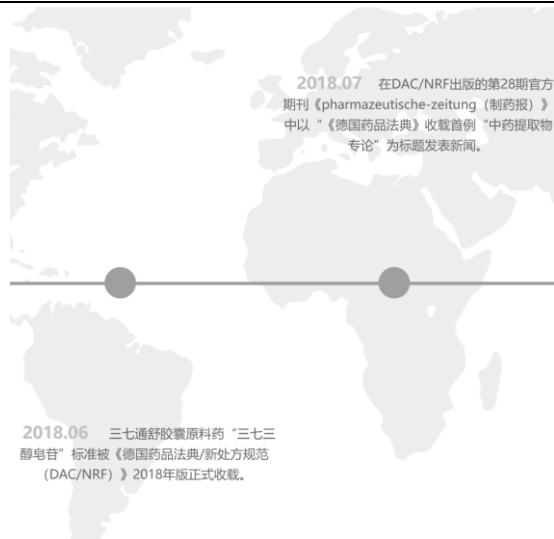 2018.07 在DAC/NRF出版的第28期官方
期刊《pharmazeutische-zeitung（制药报）》
中以“《德国药品法典》收载首例“中药提取物
专论”为标题发表新闻。
2018.06 三七通舒胶囊原料药“三七三
醇皂苷”标准被《德国药品法典/新处方规范
（DAC/NRF）》2018年版正式收载。